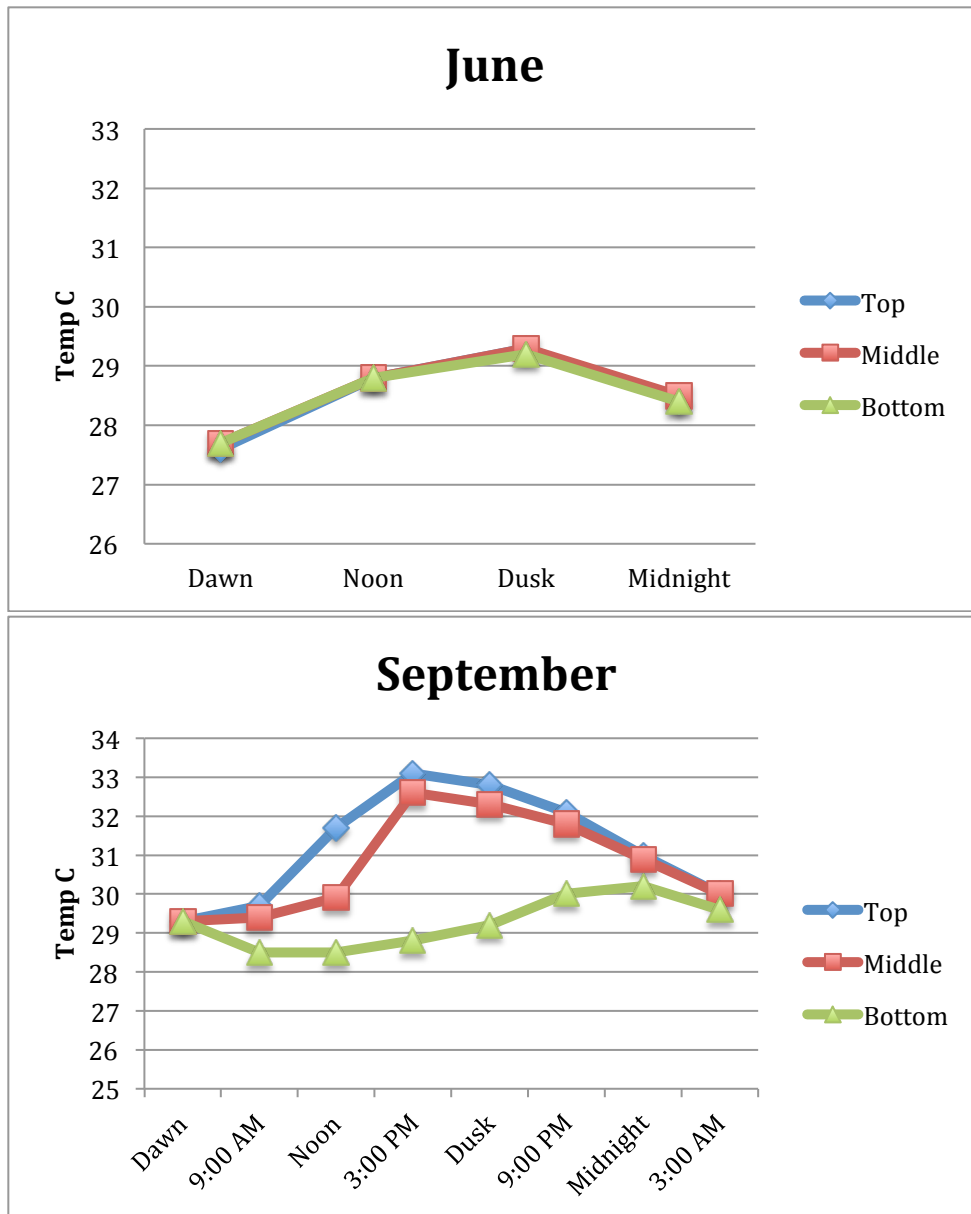 June
33
32
31
30
29
28
27
26
Temp C
Dawn Noon Dusk Midnight
Top
Middle
Bottom
September
34
33
32
31
30
29
28
27
26
25
Temp C
Dawn 9:00 AM Noon 3:00 PM Dusk 9:00 PM Midnight 3:00 AM
Top
Middle
Bottom